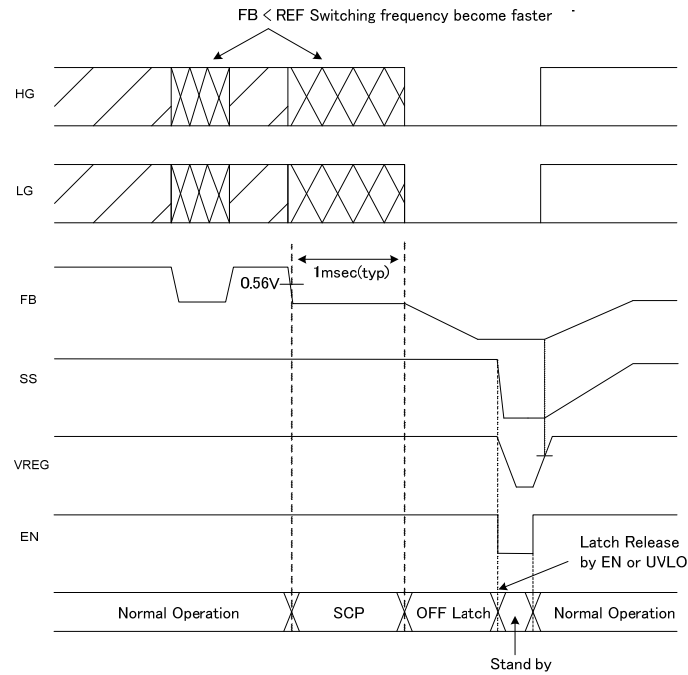 FB < REF Switching frequency become faster
HG
LG
1msec(typ)
0.56V
FB
SS
VREG
EN
Latch Release
by EN or UVLO
Normal Operation
SCP
OFF Latch
Normal Operation
Stand by